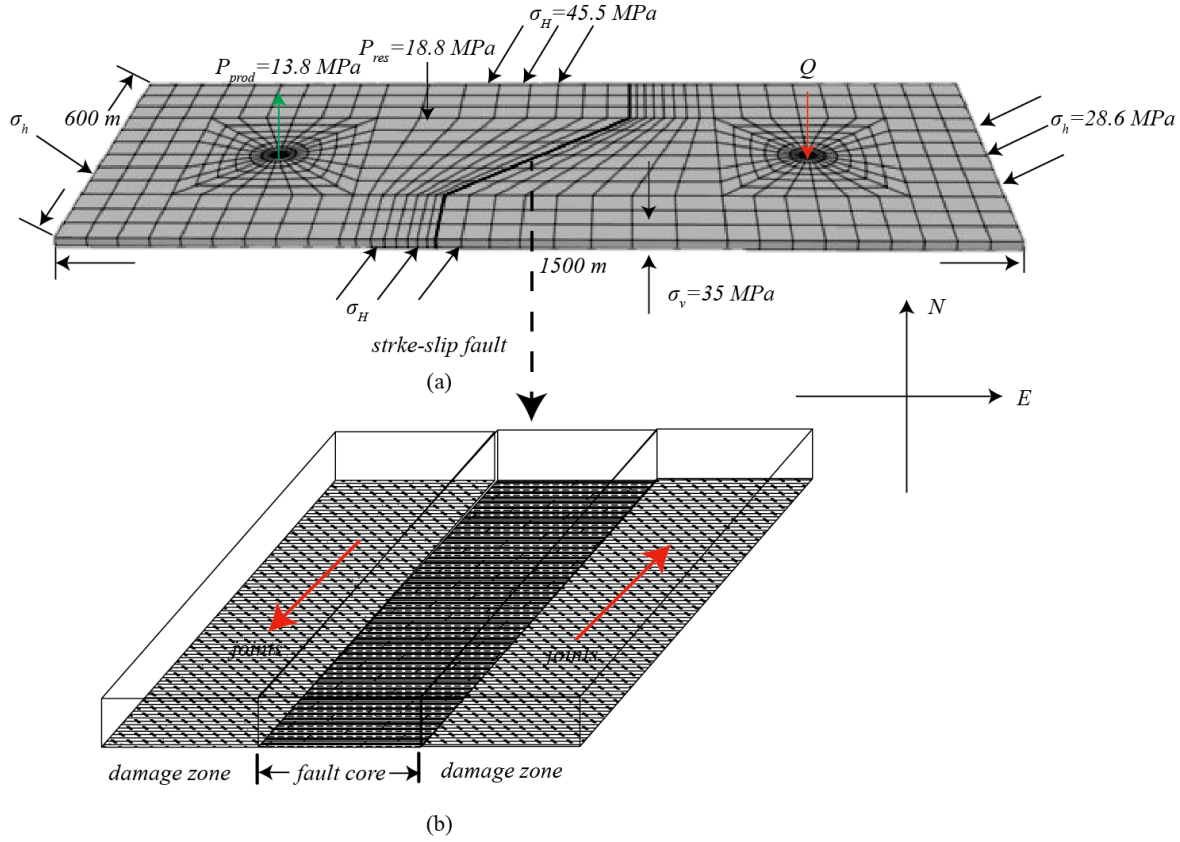 σH=45.5 MPa
Pres=18.8 MPa
Pprod=13.8 MPa
Q
600 m
σh
σh=28.6 MPa
1500 m
σv=35 MPa
σH
N
strke-slip fault
(a)
E
joints
joints
damage zone
fault core
damage zone
(b)